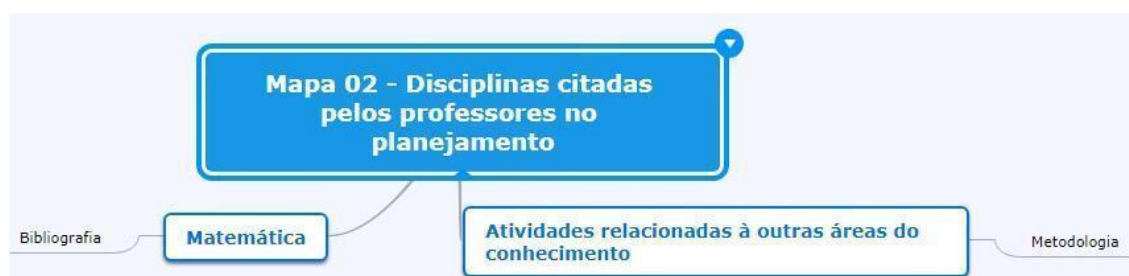 Mapa 02 - Disciplinas citadas
pelos professores no
planejamento
Bibliografia
Matemática
Atividades relacionadas à outras áreas do
conhecimento
Metodologia